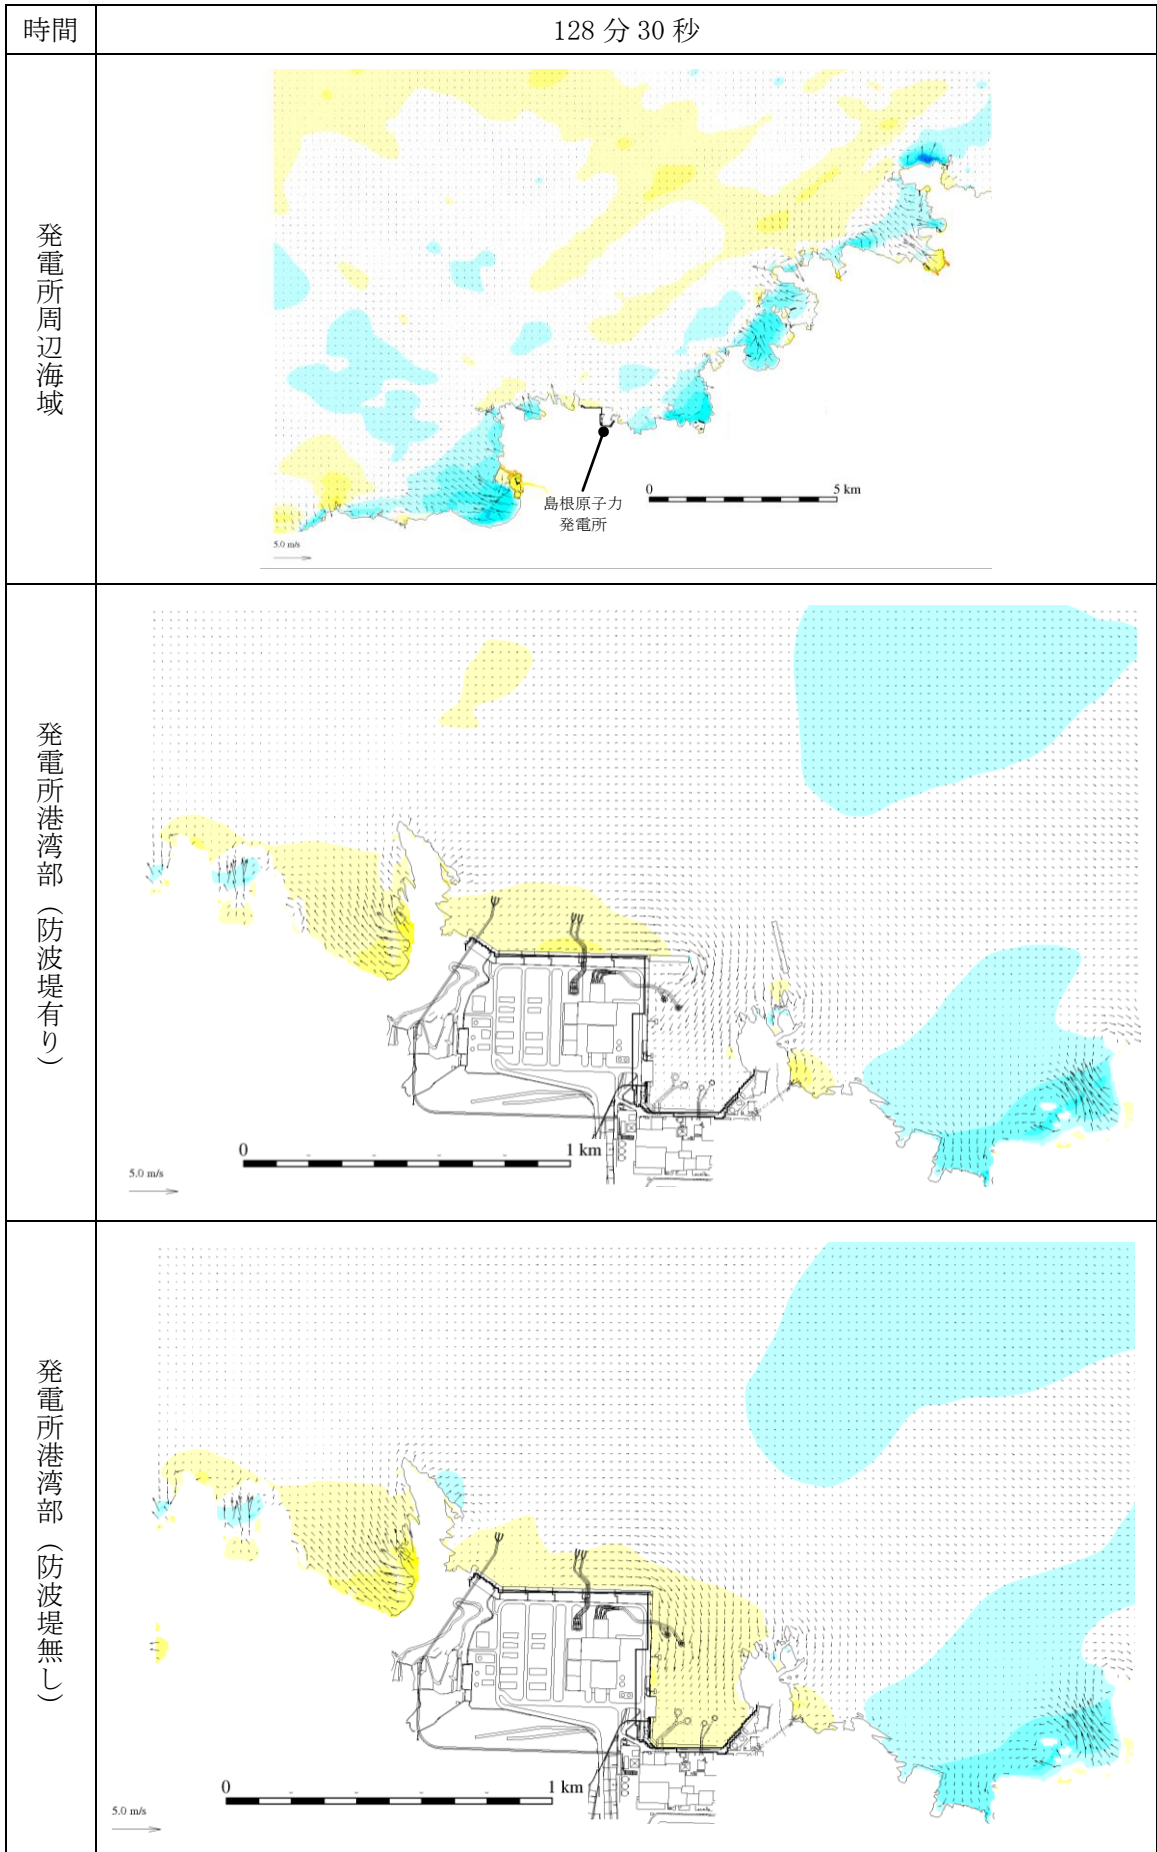 時間
128 分 30 秒
発電所周辺海域
島根原子力
発電所
0
5 km
5.0 m/s
発電所港湾部（防波堤有り）
0
1 km
5.0 m/s
発電所港湾部（防波堤無し）
0
1 km
5.0 m/s